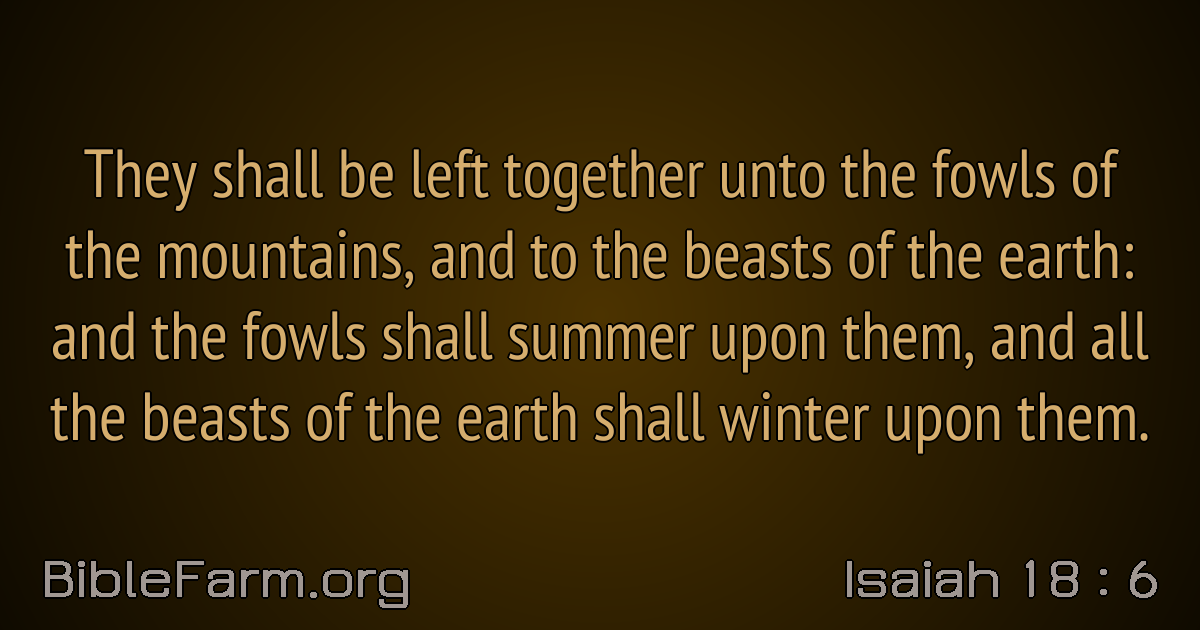 They shall be left together unto the fowls of
the mountains, and to the beasts of the earth:
and the fowls shall summer upon them, and all
the beasts of the earth shall winter upon them.
BibleFarm.org
Isaiah 18 : 6